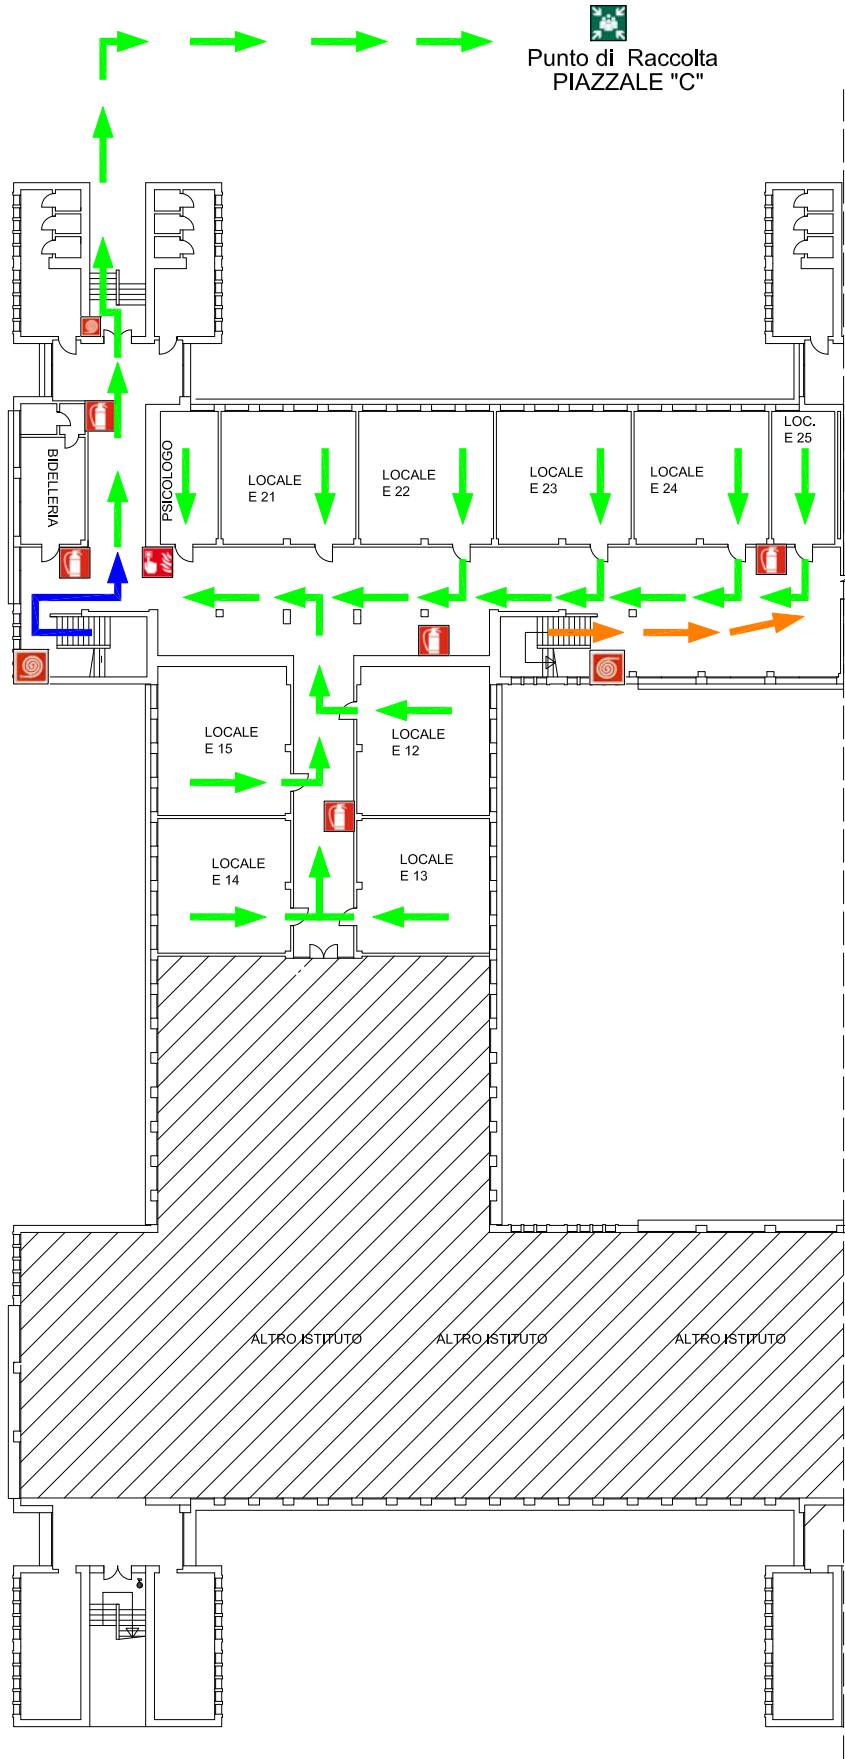 Punto di Raccolta
PIAZZALE "C"
LOC.
E 25
BIDELLERIA
PSICOLOGO
LOCALE
E 21
LOCALE
E 22
LOCALE
E 23
LOCALE
E 24
LOCALE
E 15
LOCALE
E 12
LOCALE
E 14
LOCALE
E 13
ALTRO ISTITUTO
ALTRO ISTITUTO
ALTRO ISTITUTO